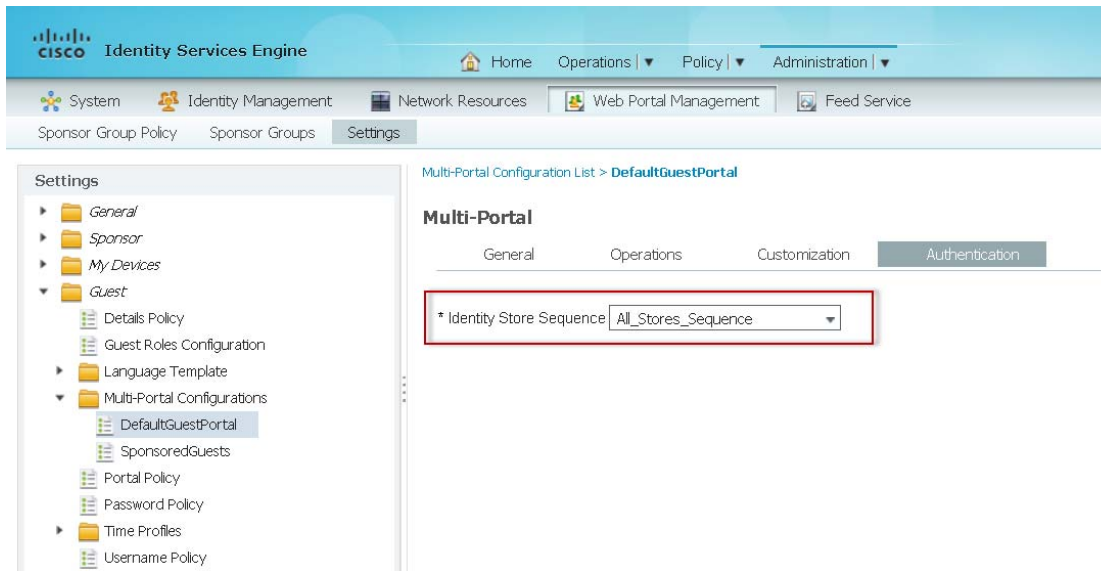 cisco Identity Services Engine
Home Operations | ▼ Policy | ▼ Administration | ▼
System Identity Management Network Resources Web Portal Management Feed Service
Sponsor Group Policy Sponsor Groups Settings
Settings
General
Sponsor
My Devices
Guest
Details Policy
Guest Roles Configuration
Language Template
Multi-Portal Configurations
DefaultGuestPortal
SponsoredGuests
Portal Policy
Password Policy
Time Profiles
Username Policy
Multi-Portal Configuration List > DefaultGuestPortal
Multi-Portal
General Operations Customization Authentication
* Identity Store Sequence All_Stores_Sequence